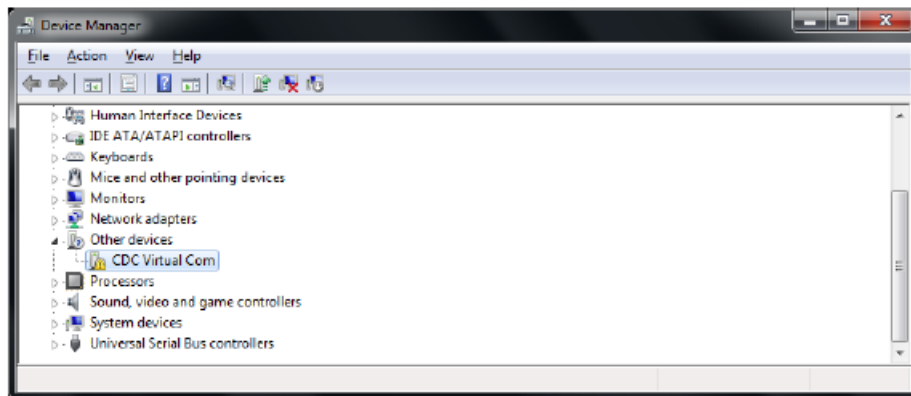 Device Manager
File Action View Help
Human Interface Devices
IDE ATA/ATAPI controllers
Keyboards
Mice and other pointing devices
Monitors
Network adapters
Other devices
CDC Virtual Com
Processors
Sound, video and game controllers
System devices
Universal Serial Bus controllers